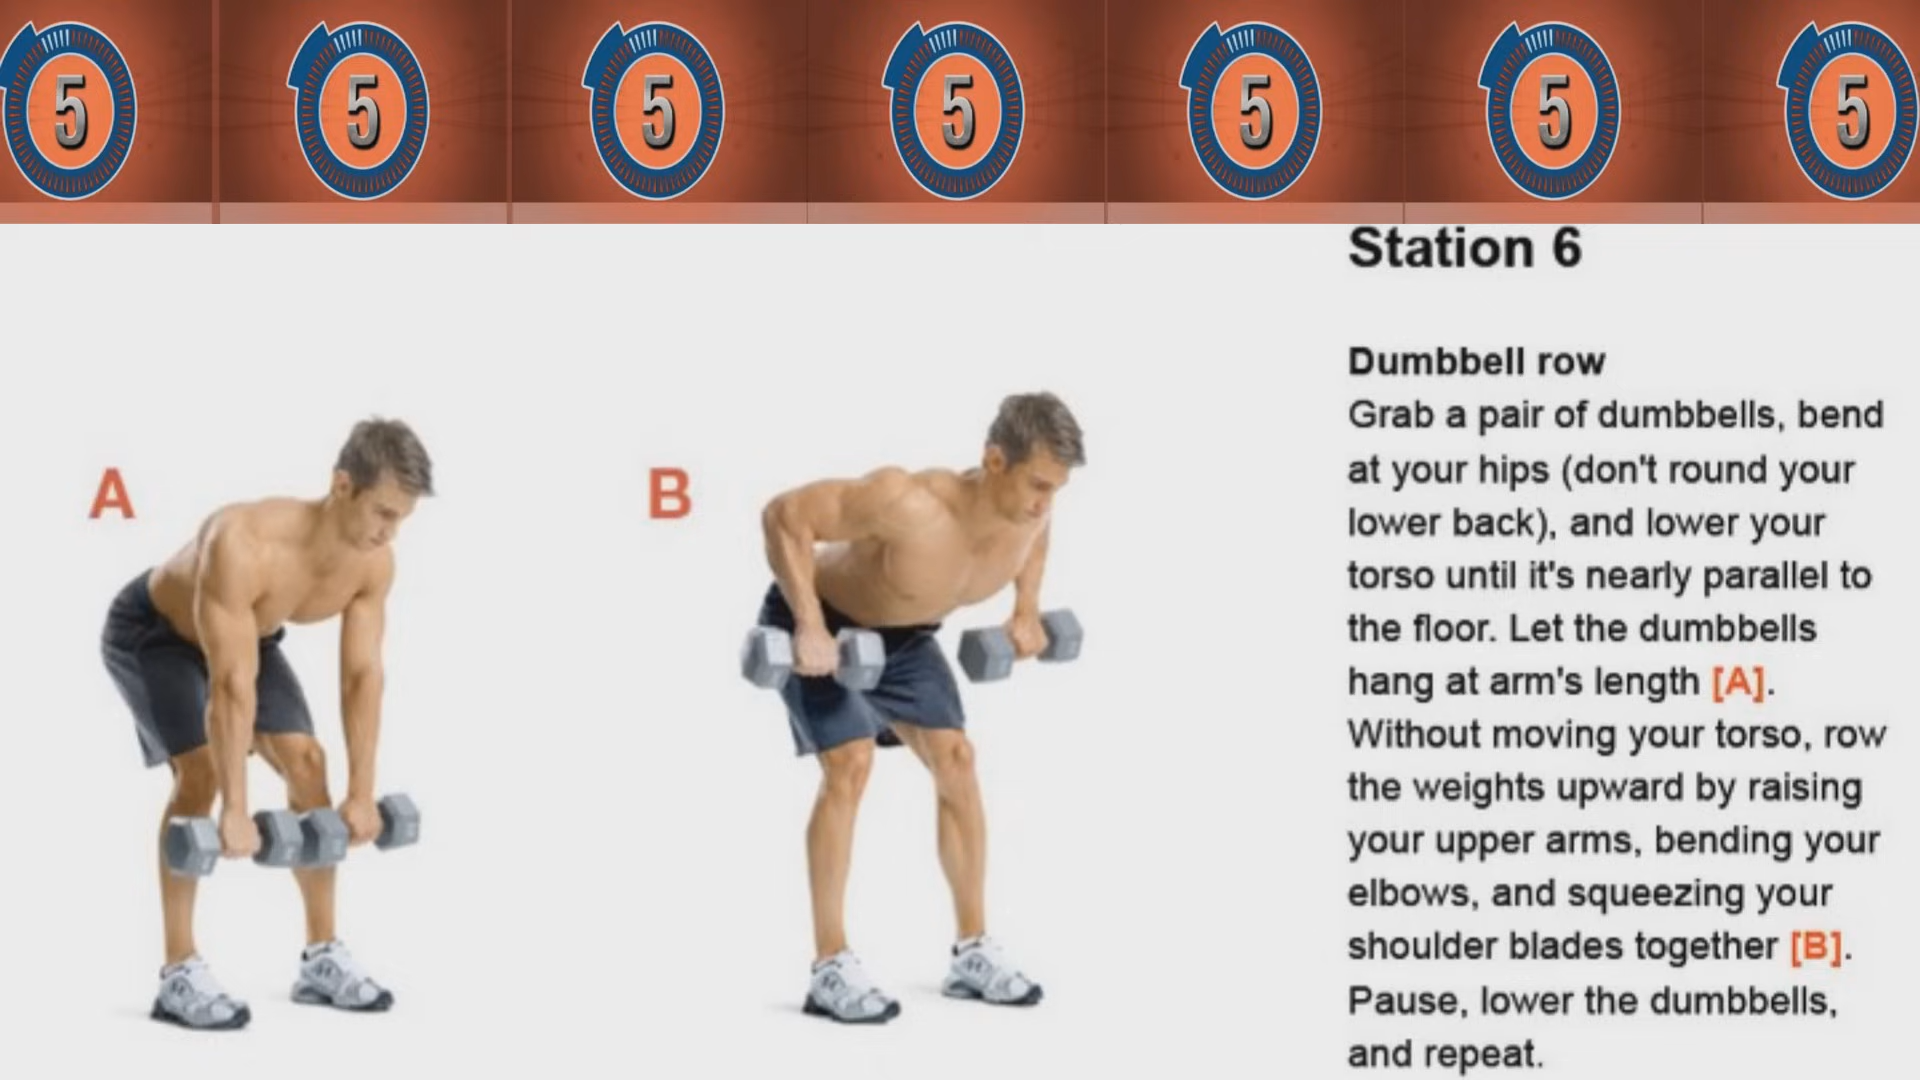 5 5 5 5 5 5 5
Station 6
A
B
Dumbbell row
Grab a pair of dumbbells, bend
at your hips (don't round your
lower back), and lower your
torso until it's nearly parallel to
the floor. Let the dumbbells
hang at arm's length [A].
Without moving your torso, row
the weights upward by raising
your upper arms, bending your
elbows, and squeezing your
shoulder blades together [B].
Pause, lower the dumbbells,
and repeat.